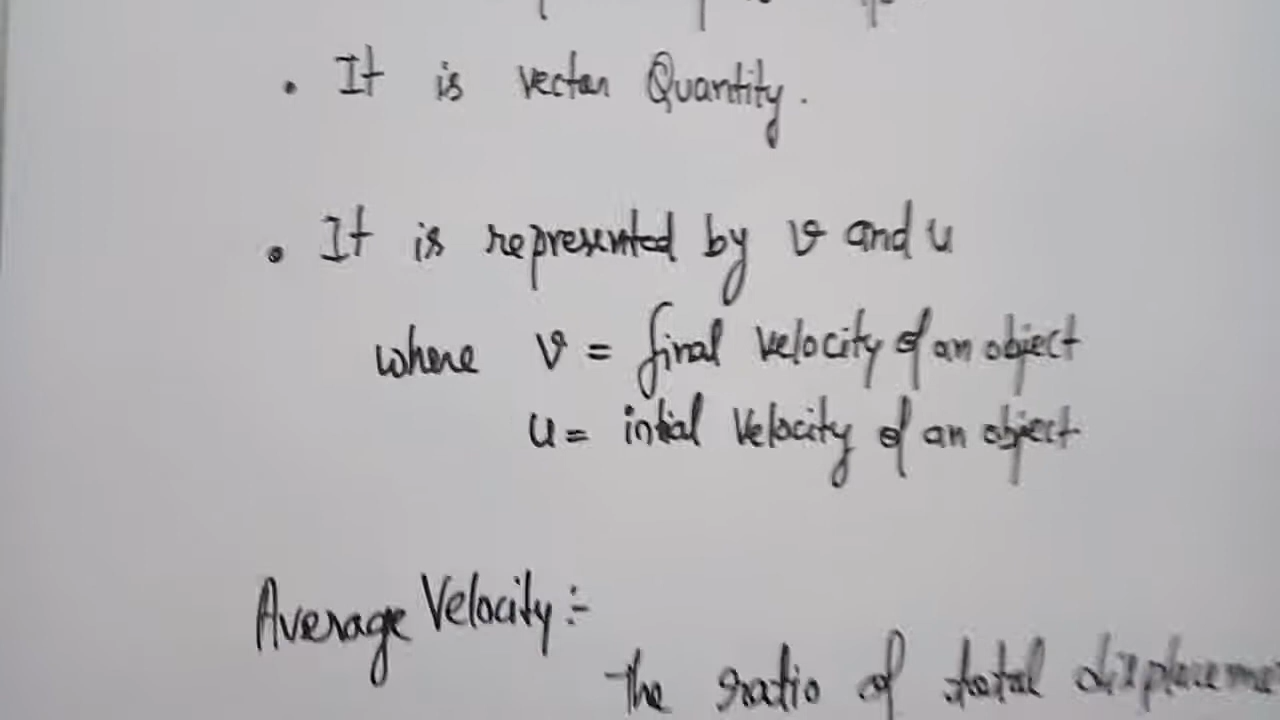 . It is vector Quantity.
. It is represented by v and u
where v = final velocity of an object
u = intial velocity of an object
Average Velocity :-
the ratio of total displaceme